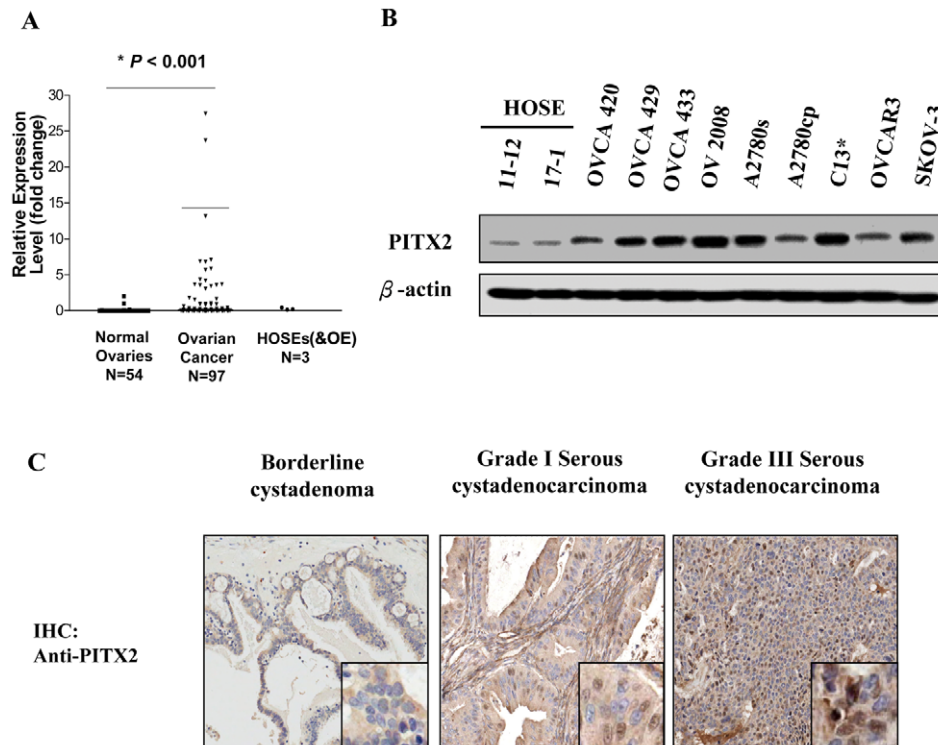 A
* P < 0.001
Relative Expression
Level (fold change)
30
25
20
15
10
5
0
Normal
Ovaries
N=54
Ovarian
Cancer
N=97
HOSEs(&OE)
N=3
B
HOSE
11-12
17-1
OVCA 420
OVCA 429
OVCA 433
OV 2008
A2780s
A2780cp
C13*
OVCAR3
SKOV-3
PITX2
β-actin
C
Borderline
cystadenoma
Grade I Serous
cystadenocarcinoma
Grade III Serous
cystadenocarcinoma
IHC:
Anti-PITX2